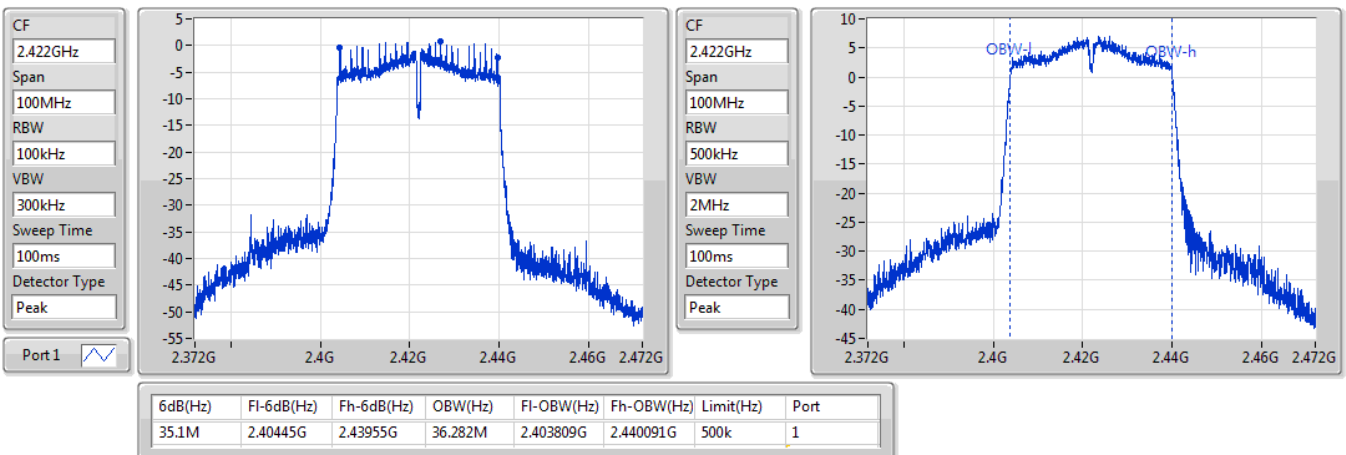 CF
2.422GHz
Span
100MHz
RBW
100kHz
VBW
300kHz
Sweep Time
100ms
Detector Type
Peak
Port 1
5
0
-5
-10
-15
-20
-25
-30
-35
-40
-45
-50
-55
2.372G 2.4G 2.42G 2.44G 2.46G 2.472G
CF
2.422GHz
Span
100MHz
RBW
500kHz
VBW
2MHz
Sweep Time
100ms
Detector Type
Peak
10
5
0
-5
-10
-15
-20
-25
-30
-35
-40
-45
OBW-l OBW-h
2.372G 2.4G 2.42G 2.44G 2.46G 2.472G
6dB(Hz) Fl-6dB(Hz) Fh-6dB(Hz) OBW(Hz) Fl-OBW(Hz) Fh-OBW(Hz) Limit(Hz) Port
35.1M 2.40445G 2.43955G 36.282M 2.403809G 2.440091G 500k 1